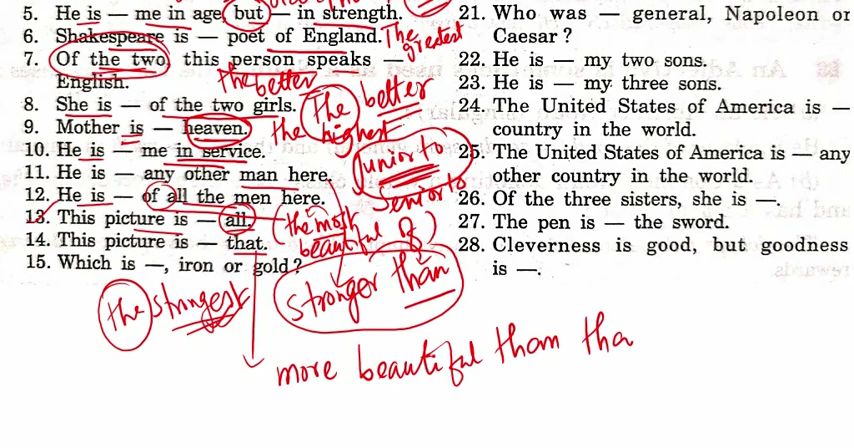 5. He is — me in age but — in strength.
6. Shakespeare is — poet of England. The greatest
7. Of the two this person speaks —
English. The better
8. She is — of the two girls. The better
9. Mother is — heaven. the highest
10. He is — me in service. Junior to
Senior to
11. He is — any other man here.
12. He is — of all the men here.
13. This picture is — all. (the most beautiful of)
14. This picture is — that.
15. Which is —, iron or gold?
the strongest
stronger than
more beautiful than tha
21. Who was — general, Napoleon or
Caesar ?
22. He is — my two sons.
23. He is — my three sons.
24. The United States of America is —
country in the world.
25. The United States of America is — any
other country in the world.
26. Of the three sisters, she is —.
27. The pen is — the sword.
28. Cleverness is good, but goodness
is —.